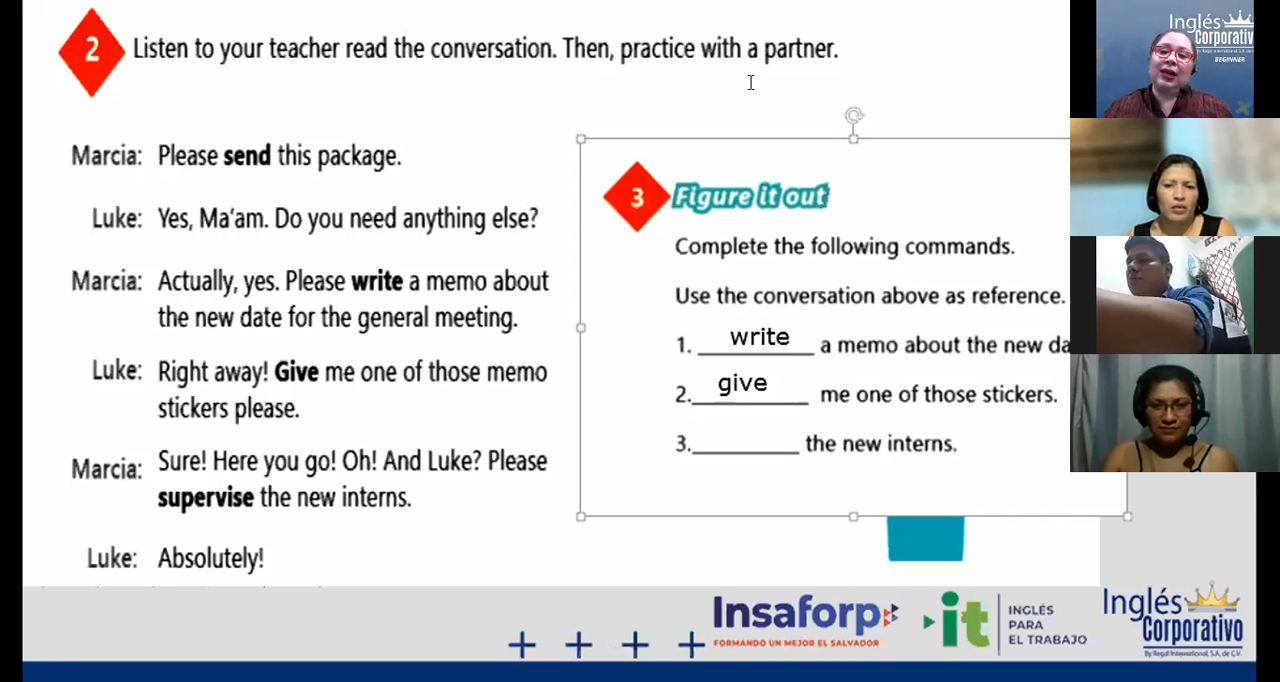 2 Listen to your teacher read the conversation. Then, practice with a partner.
Marcia: Please send this package.
Luke: Yes, Ma'am. Do you need anything else?
Marcia: Actually, yes. Please write a memo about
the new date for the general meeting.
Luke: Right away! Give me one of those memo
stickers please.
Marcia: Sure! Here you go! Oh! And Luke? Please
supervise the new interns.
Luke: Absolutely!
3 Figure it out
Complete the following commands.
Use the conversation above as reference.
1. write a memo about the new da
2. give me one of those stickers.
3. ________ the new interns.
Inglés
Corporativo
BEGINNER
Insaforp
FORMANDO UN MEJOR EL SALVADOR
it
INGLÉS
PARA
EL TRABAJO
Inglés
Corporativo
By Regal International, S.A. de C.V.